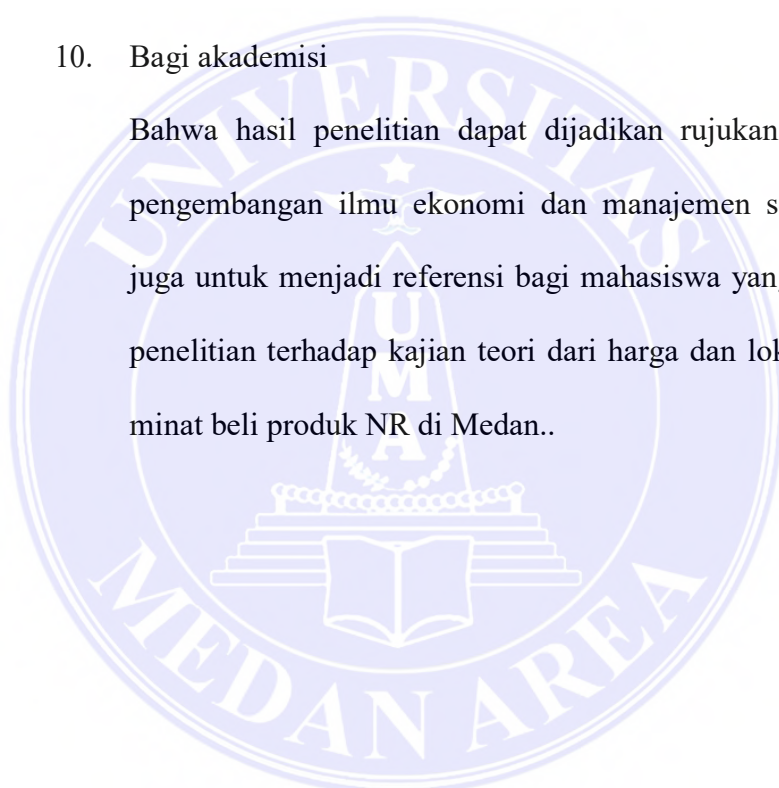 10. Bagi akademisi
Bahwa hasil penelitian dapat dijadikan rujukan
pengembangan ilmu ekonomi dan manajemen
juga untuk menjadi referensi bagi mahasiswa
penelitian terhadap kajian teori dari harga dan
minat beli produk NR di Medan..
UNIVERSITAS
MEDAN AREA
U
M
A